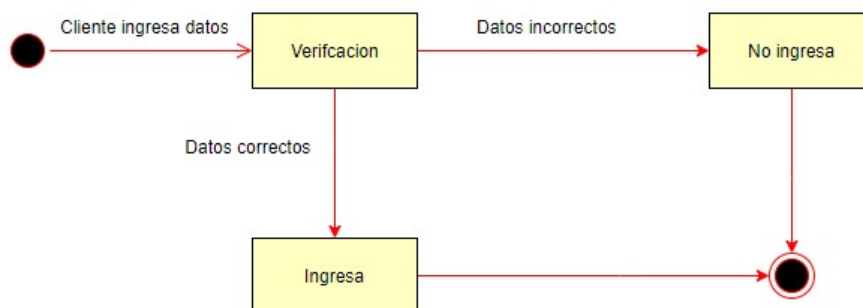 Cliente ingresa datos
Verifcacion
Datos incorrectos
No ingresa
Datos correctos
Ingresa